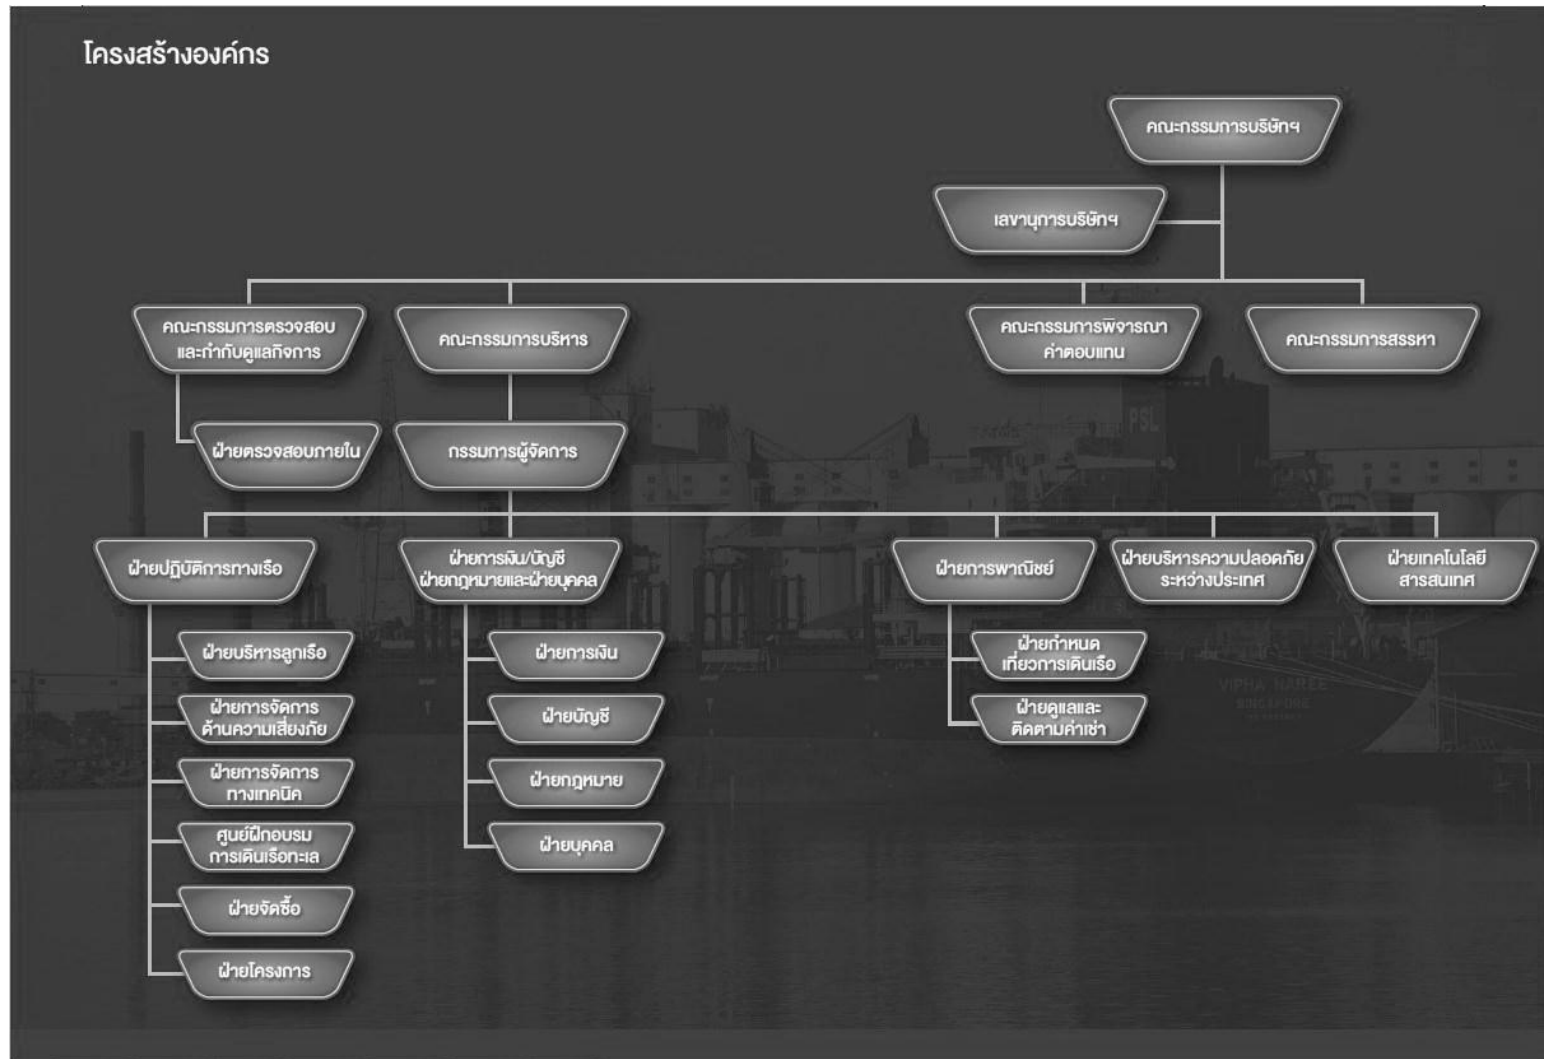 โครงสร้างองค์กร
คณะกรรมการบริษัทฯ
เลขานุการบริษัทฯ
คณะกรรมการตรวจสอบ
และกำกับดูแลกิจการ
คณะกรรมการบริหาร
คณะกรรมการพิจารณา
ค่าตอบแทน
คณะกรรมการสรรหา
ฝ่ายตรวจสอบภายใน
กรรมการผู้จัดการ
ฝ่ายปฏิบัติการทางเรือ
ฝ่ายการเงิน/บัญชี
ฝ่ายกฎหมายและฝ่ายบุคคล
ฝ่ายการพาณิชย์
ฝ่ายบริหารความปลอดภัย
ระหว่างประเทศ
ฝ่ายเทคโนโลยี
สารสนเทศ
ฝ่ายบริหารลูกเรือ
ฝ่ายการจัดการ
ด้านความเสี่ยงภัย
ฝ่ายการจัดการ
ทางเทคนิค
ศูนย์ฝึกอบรม
การเดินเรือทะเล
ฝ่ายจัดซื้อ
ฝ่ายโครงการ
ฝ่ายการเงิน
ฝ่ายบัญชี
ฝ่ายกฎหมาย
ฝ่ายบุคคล
ฝ่ายกำหนด
เที่ยวการเดินเรือ
ฝ่ายดูแลและ
ติดตามค่าเช่า
PSL
VIPHA NAREE
SINGAPORE